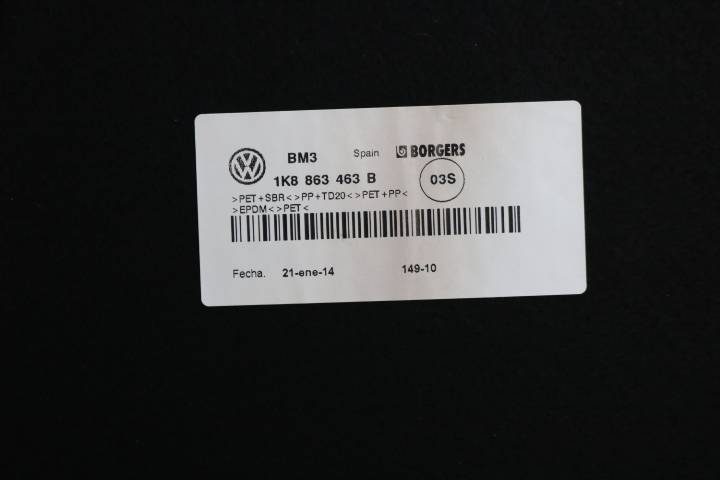 BM3 Spain BORGERS
1K8 863 463 B 03S
>PET+SBR<>PP+TD20<>PET+PP<
>EPDM<>PET<
Fecha. 21-ene-14 149-10